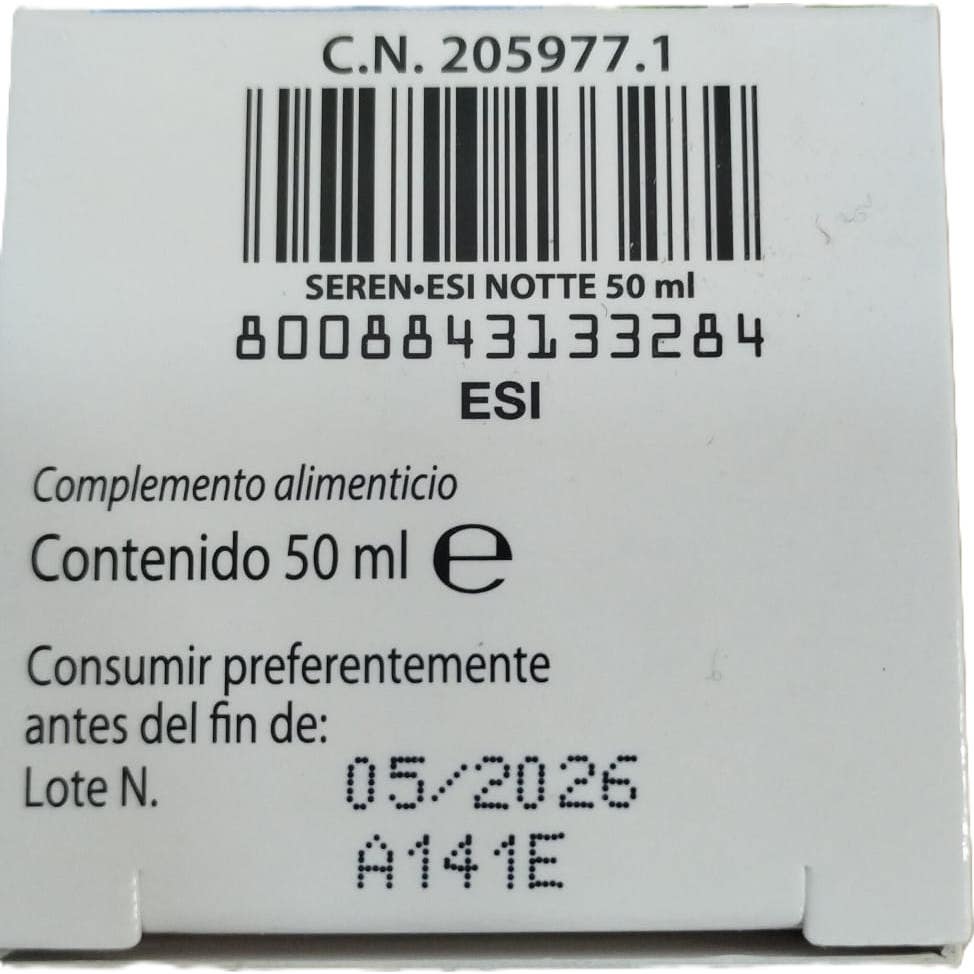 C.N. 205977.1
SEREN•ESI NOTTE 50 ml
8008843133284
ESI
Complemento alimenticio
Contenido 50 ml ℮
Consumir preferentemente
antes del fin de:
Lote N.
05/2026
A141E